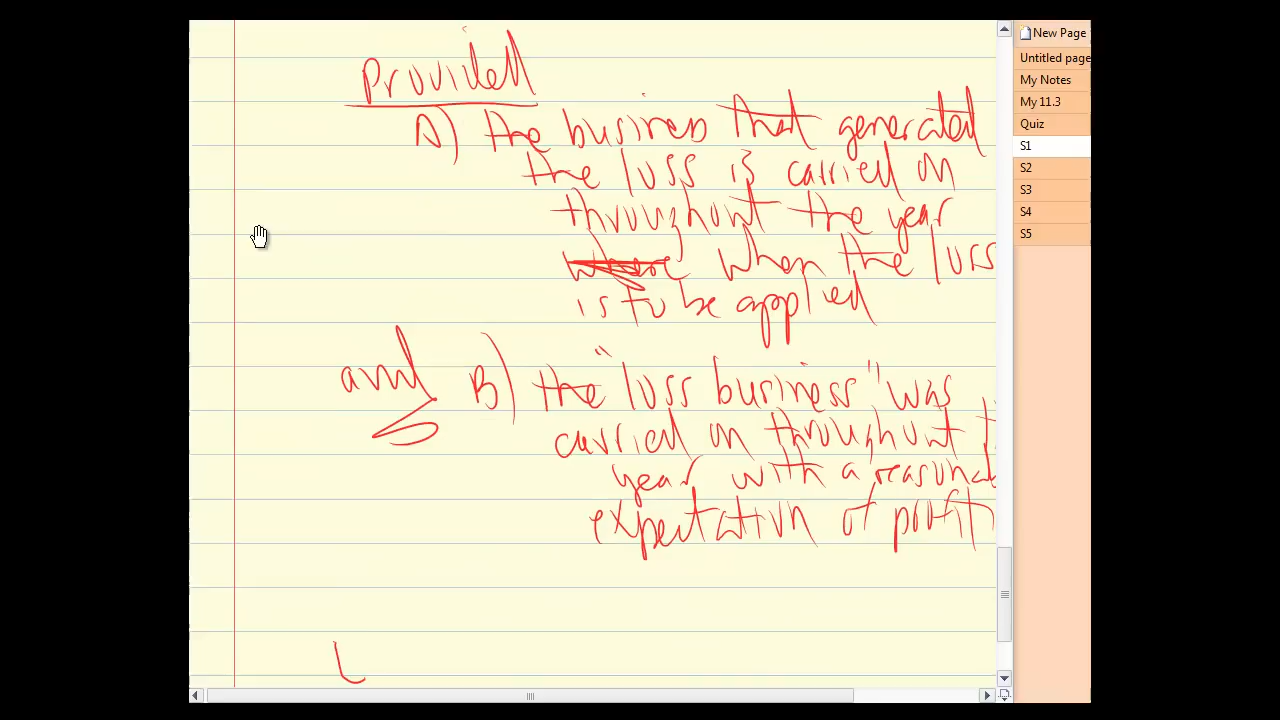 Provided
A) the business that generated
the loss is carried on
throughout the year
where when the loss
is to be applied
and B) the "loss business" was
carried on throughout t
year with a reasonal
expectation of profit
L
New Page
Untitled page
My Notes
My 11.3
Quiz
S1
S2
S3
S4
S5